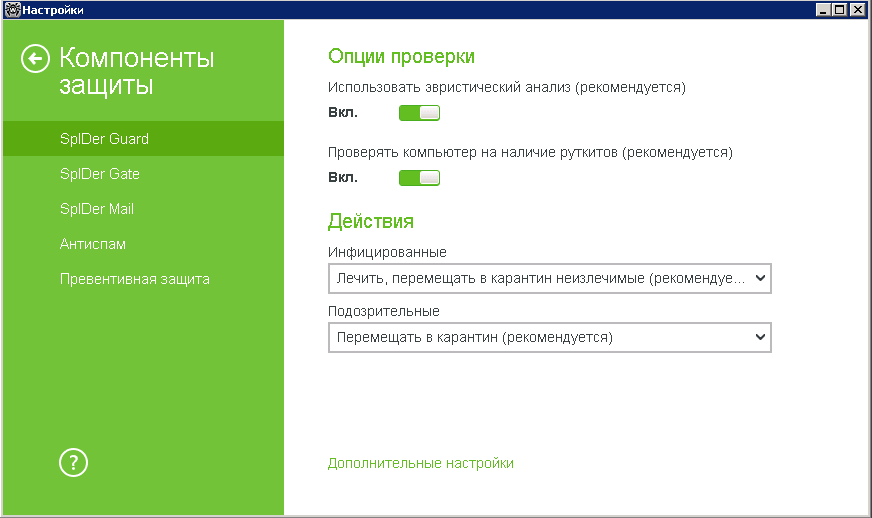 Настройки
Компоненты
защиты
SpIDer Guard
SpIDer Gate
SpIDer Mail
Антиспам
Превентивная защита
?
Опции проверки
Использовать эвристический анализ (рекомендуется)
Вкл.
Проверять компьютер на наличие руткитов (рекомендуется)
Вкл.
Действия
Инфицированные
Лечить, перемещать в карантин неизлечимые (рекомендуе...
Подозрительные
Перемещать в карантин (рекомендуется)
Дополнительные настройки